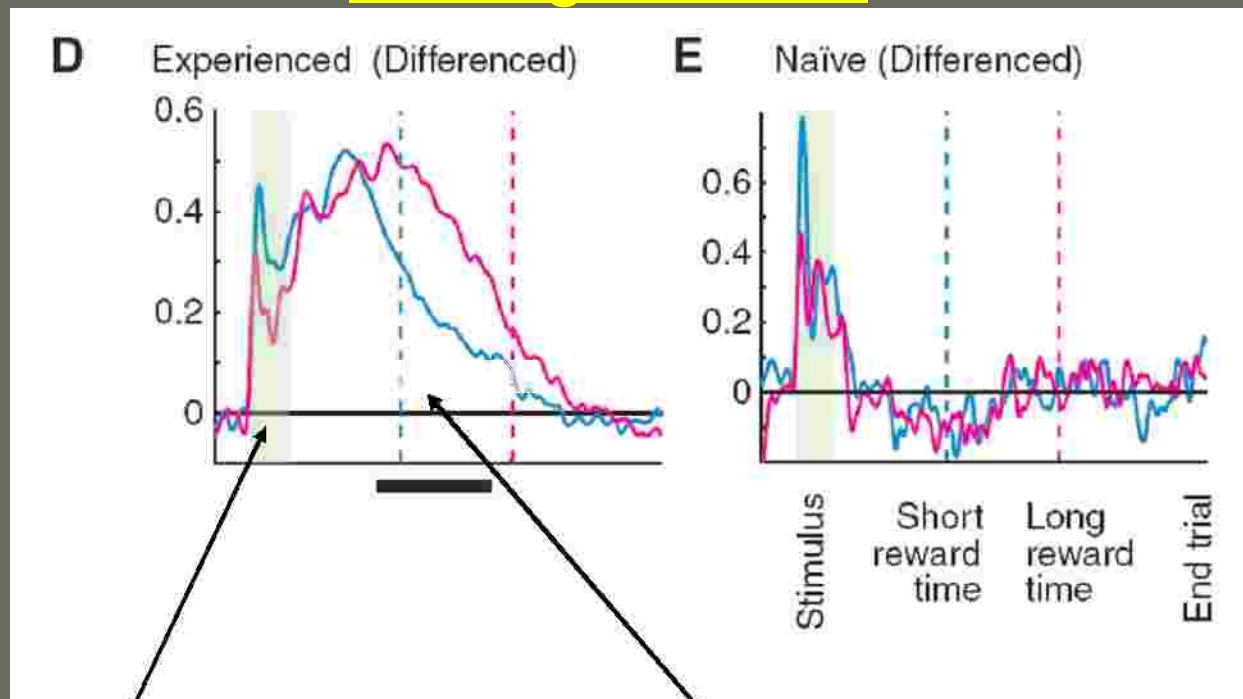 D Experienced (Differenced)
0.6
0.4
0.2
0
E Naïve (Differenced)
0.6
0.4
0.2
0
Stimulus
Short
reward
time
Long
reward
time
End trial